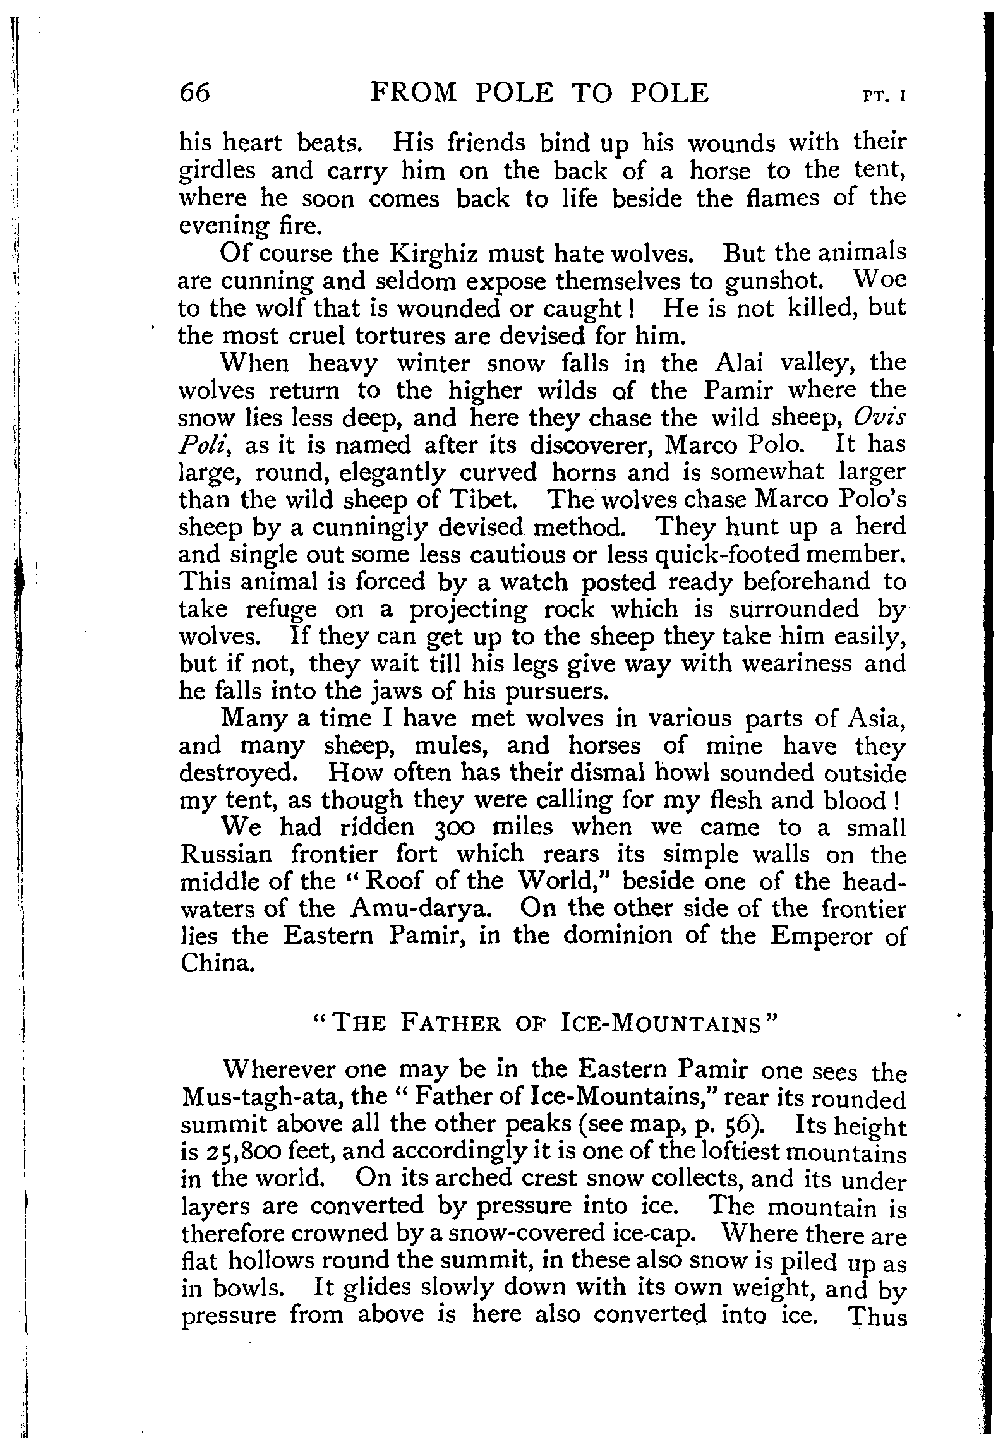 66 FROM POLE TO POLE PT. I
his heart beats. His friends bind up his wounds with their
girdles and carry him on the back of a horse to the tent,
where he soon comes back to life beside the flames of the
evening fire.
Of course the Kirghiz must hate wolves. But the animals
are cunning and seldom expose themselves to gunshot. Woe
to the wolf that is wounded or caught! He is not killed, but
the most cruel tortures are devised for him.
When heavy winter snow falls in the Alai valley, the
wolves return to the higher wilds of the Pamir where the
snow lies less deep, and here they chase the wild sheep, Ovis
Poli, as it is named after its discoverer, Marco Polo. It has
large, round, elegantly curved horns and is somewhat larger
than the wild sheep of Tibet. The wolves chase Marco Polo's
sheep by a cunningly devised method. They hunt up a herd
and single out some less cautious or less quick-footed member.
This animal is forced by a watch posted ready beforehand to
take refuge on a projecting rock which is surrounded by
wolves. If they can get up to the sheep they take him easily,
but if not, they wait till his legs give way with weariness and
he falls into the jaws of his pursuers.
Many a time I have met wolves in various parts of Asia,
and many sheep, mules, and horses of mine have they
destroyed. How often has their dismal howl sounded outside
my tent, as though they were calling for my flesh and blood!
We had ridden 300 miles when we came to a small
Russian frontier fort which rears its simple walls on the
middle of the "Roof of the World," beside one of the head-
waters of the Amu-darya. On the other side of the frontier
lies the Eastern Pamir, in the dominion of the Emperor of
China.
"THE FATHER OF ICE-MOUNTAINS"
Wherever one may be in the Eastern Pamir one sees the
Mus-tagh-ata, the "Father of Ice-Mountains," rear its rounded
summit above all the other peaks (see map, p. 56). Its height
is 25,800 feet, and accordingly it is one of the loftiest mountains
in the world. On its arched crest snow collects, and its under
layers are converted by pressure into ice. The mountain is
therefore crowned by a snow-covered ice-cap. Where there are
flat hollows round the summit, in these also snow is piled up as
in bowls. It glides slowly down with its own weight, and by
pressure from above is here also converted into ice. Thus